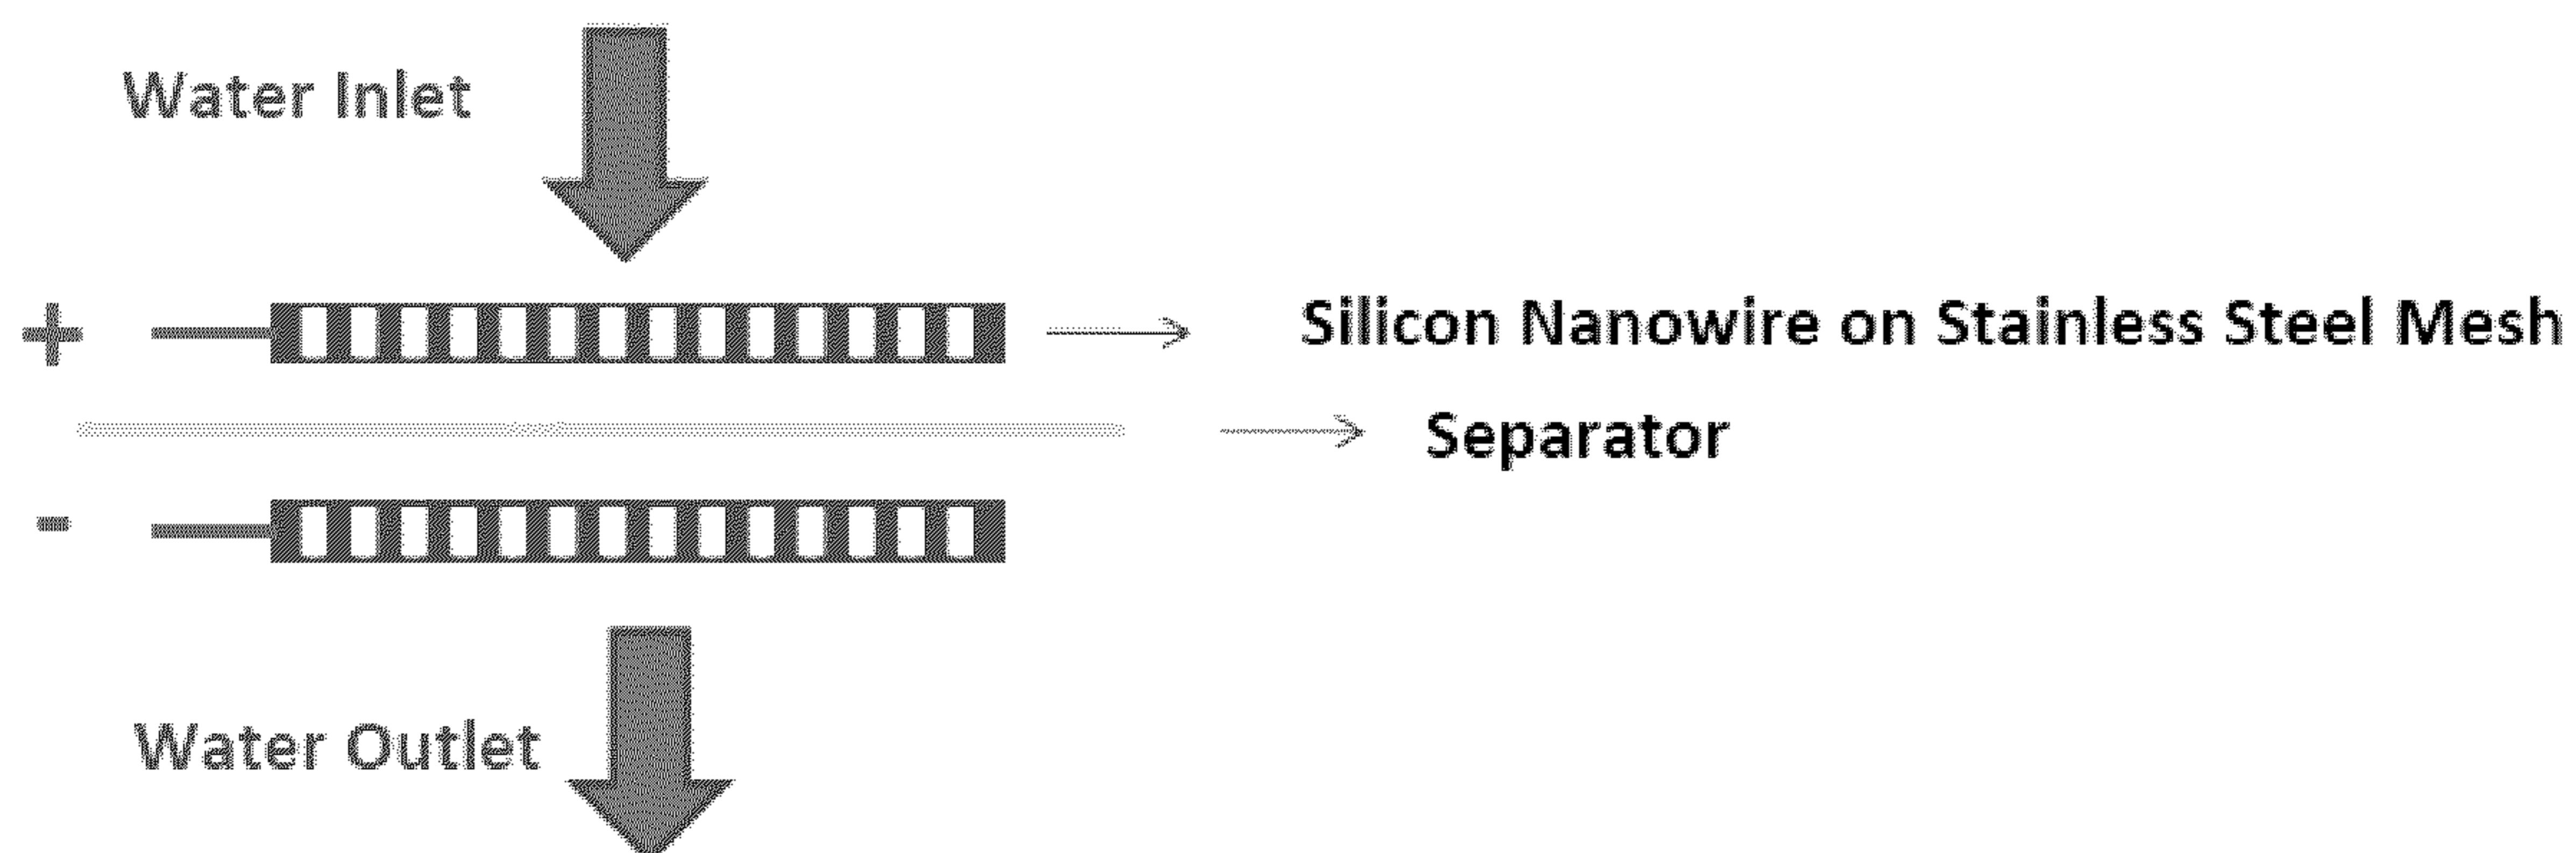 Water Inlet
+
Silicon Nanowire on Stainless Steel Mesh
Separator
-
Water Outlet